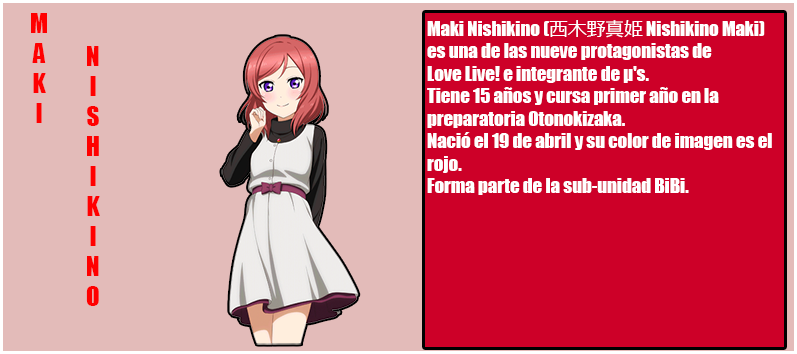 MAKI
NISHIKINO
Maki Nishikino (西木野真姫 Nishikino Maki)
es una de las nueve protagonistas de
Love Live! e integrante de μ's.
Tiene 15 años y cursa primer año en la
preparatoria Otonokizaka.
Nació el 19 de abril y su color de imagen es el
rojo.
Forma parte de la sub-unidad BiBi.